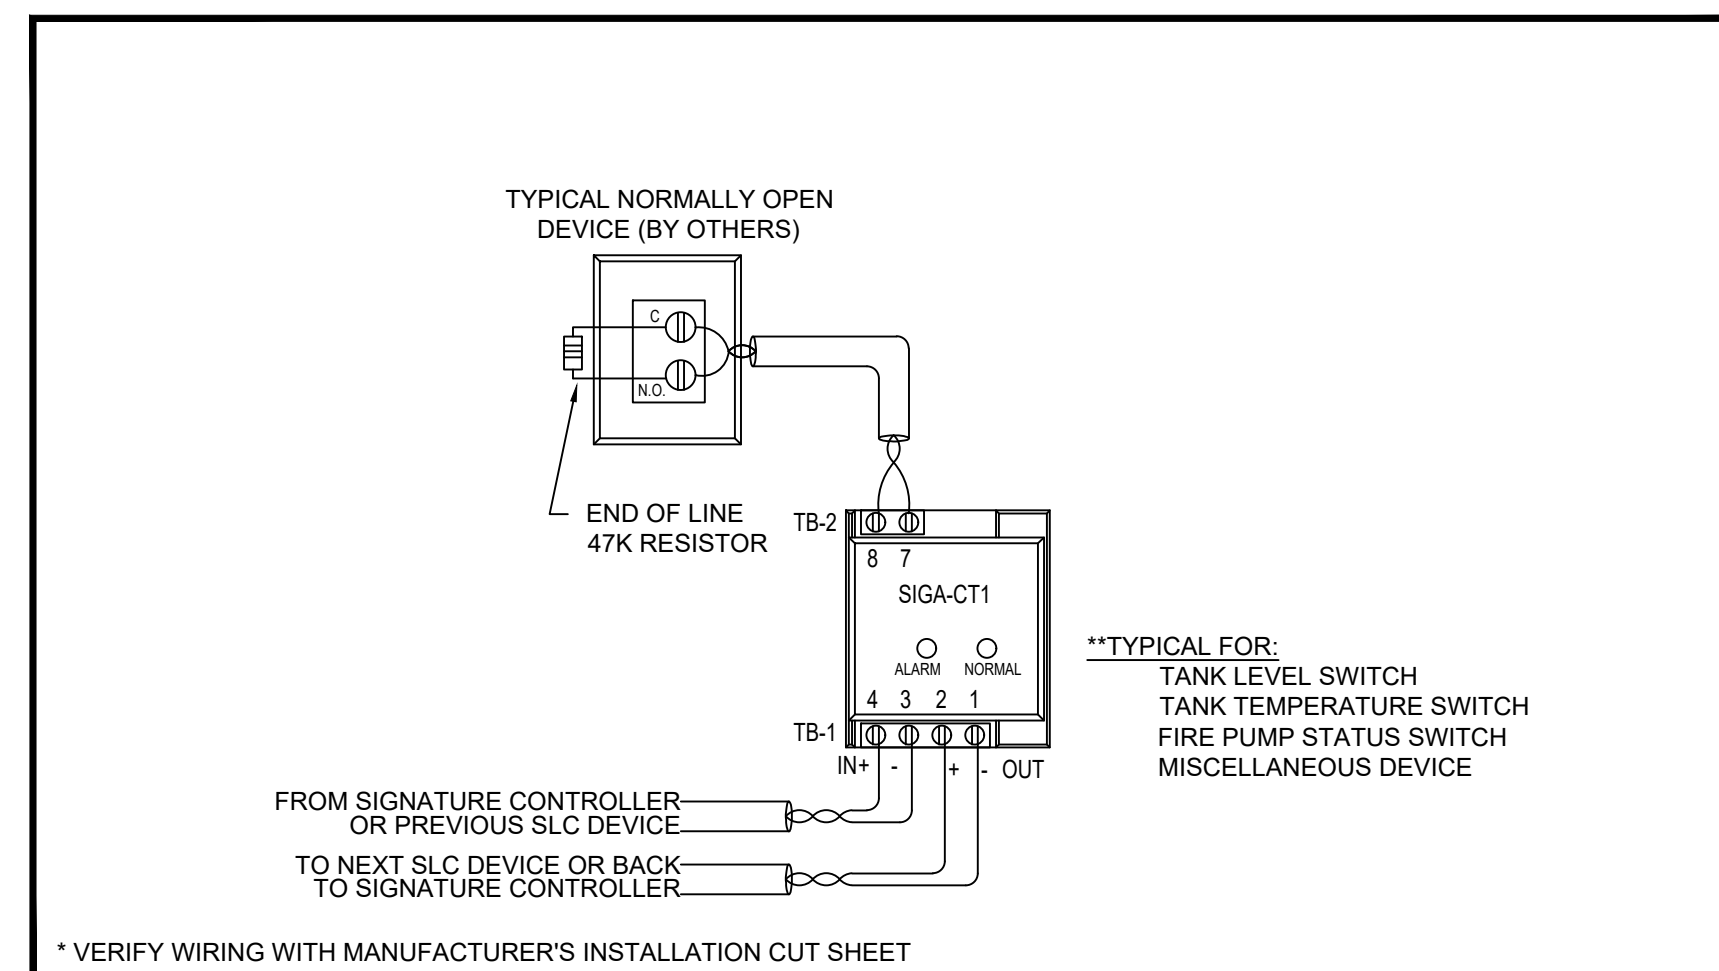 TYPICAL NORMALLY OPEN
DEVICE (BY OTHERS)
C
N.O.
END OF LINE
47K RESISTOR
TB-2
8 7
SIGA-CT1
ALARM NORMAL
4 3 2 1
TB-1
IN+ - + - OUT
**TYPICAL FOR:
TANK LEVEL SWITCH
TANK TEMPERATURE SWITCH
FIRE PUMP STATUS SWITCH
MISCELLANEOUS DEVICE
FROM SIGNATURE CONTROLLER
OR PREVIOUS SLC DEVICE
TO NEXT SLC DEVICE OR BACK
TO SIGNATURE CONTROLLER
* VERIFY WIRING WITH MANUFACTURER'S INSTALLATION CUT SHEET